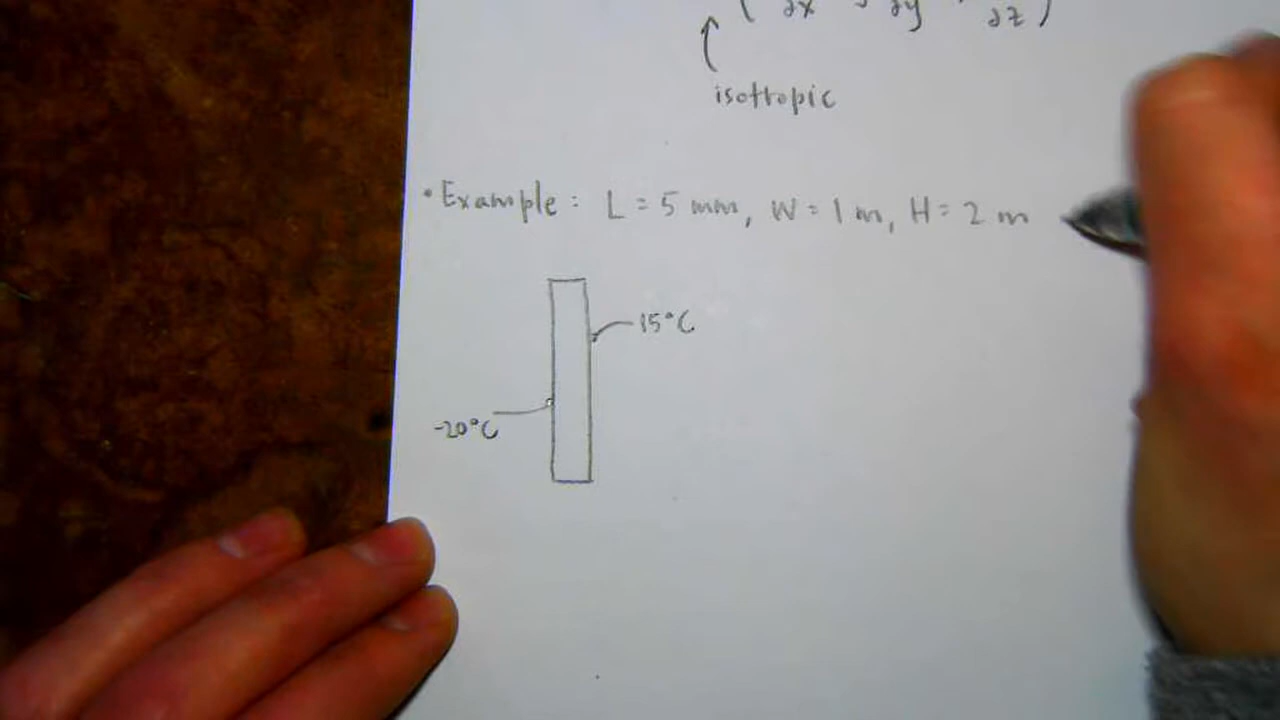 ( ∂x ∂y ∂z )
isotropic
• Example : L = 5 mm, W = 1 m, H = 2 m
15°C
-20°C